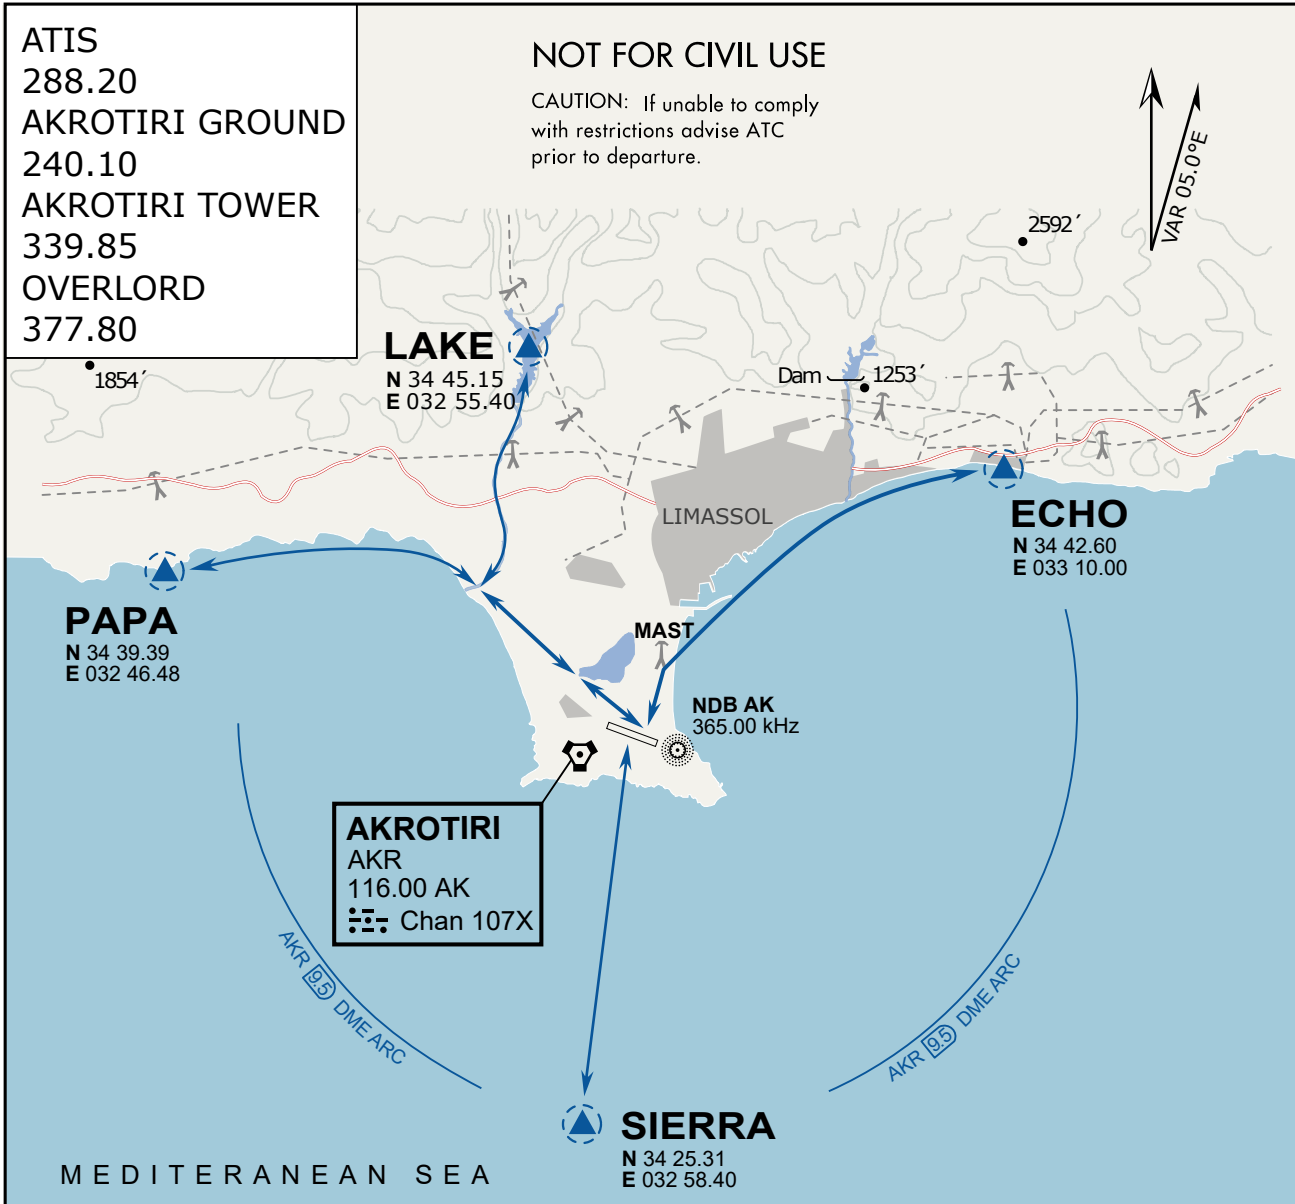 ATIS
288.20
AKROTIRI GROUND
240.10
AKROTIRI TOWER
339.85
OVERLORD
377.80
NOT FOR CIVIL USE
CAUTION: If unable to comply
with restrictions advise ATC
prior to departure.
VAR 05.0°E
2592´
1854´
LAKE
N 34 45.15
E 032 55.40
Dam
1253´
LIMASSOL
ECHO
N 34 42.60
E 033 10.00
PAPA
N 34 39.39
E 032 46.48
MAST
NDB AK
365.00 kHz
AKROTIRI
AKR
116.00 AK
Chan 107X
AKR 9.5 DME ARC
AKR 9.5 DME ARC
SIERRA
N 34 25.31
E 032 58.40
MEDITERANEAN SEA